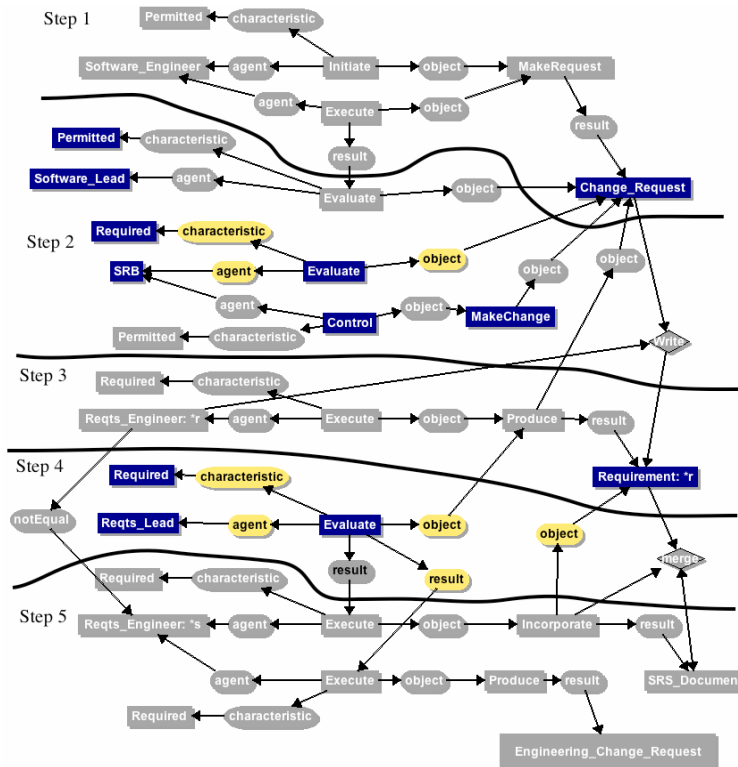 Step 1
Permitted characteristic
Software_Engineer agent Initiate object MakeRequest
agent Execute object
result
Permitted characteristic result
Software_Lead agent Evaluate object Change_Request
Step 2
Required characteristic
SRB agent Evaluate object
object object
agent Control object MakeChange
Permitted characteristic
Write
Step 3
Required characteristic
Reqts_Engineer: *r agent Execute object Produce result
Step 4
Required characteristic Requirement: *r
notEqual Reqts_Lead agent Evaluate object object
merge
result result
Required characteristic
Step 5 Reqts_Engineer: *s agent Execute object Incorporate result
agent Execute object Produce result SRS_Documen
Required characteristic
Engineering_Change_Request